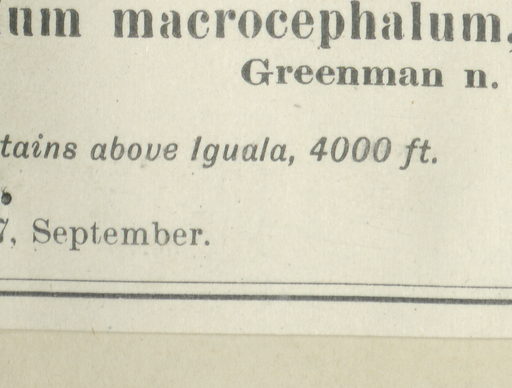 um macrocephalum,
Greenman n.
tains above Iguala, 4000 ft.
7, September.